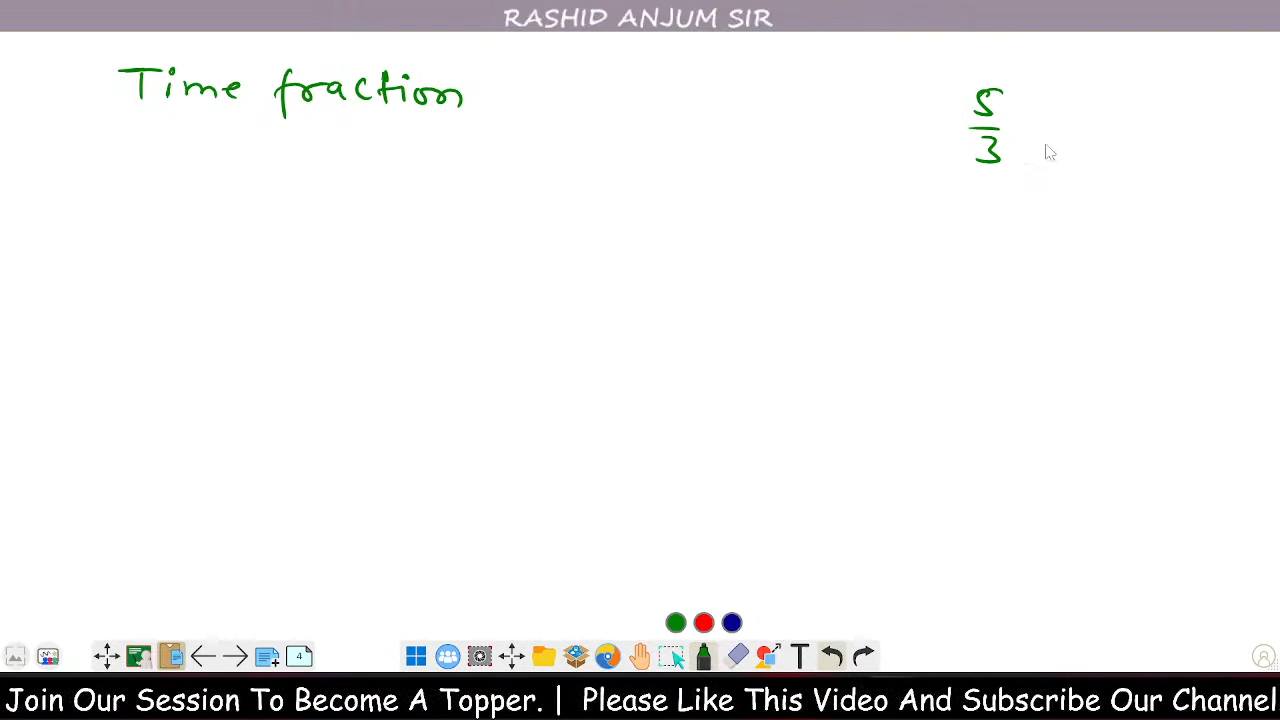 RASHID ANJUM SIR
Time fraction
5
3
4
T
Join Our Session To Become A Topper. | Please Like This Video And Subscribe Our Channel